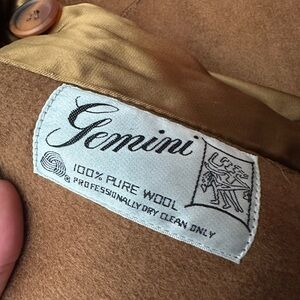 Gemini
100% PURE WOOL
PROFESSIONALLY DRY CLEAN ONLY